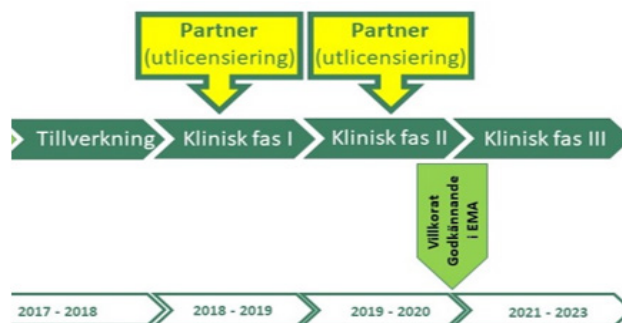 Partner
(utlicensiering)
Partner
(utlicensiering)
Tillverkning
Klinisk fas I
Klinisk fas II
Klinisk fas III
Villkorat
Godkännande
i EMA
2017 - 2018
2018 - 2019
2019 - 2020
2021 - 2023